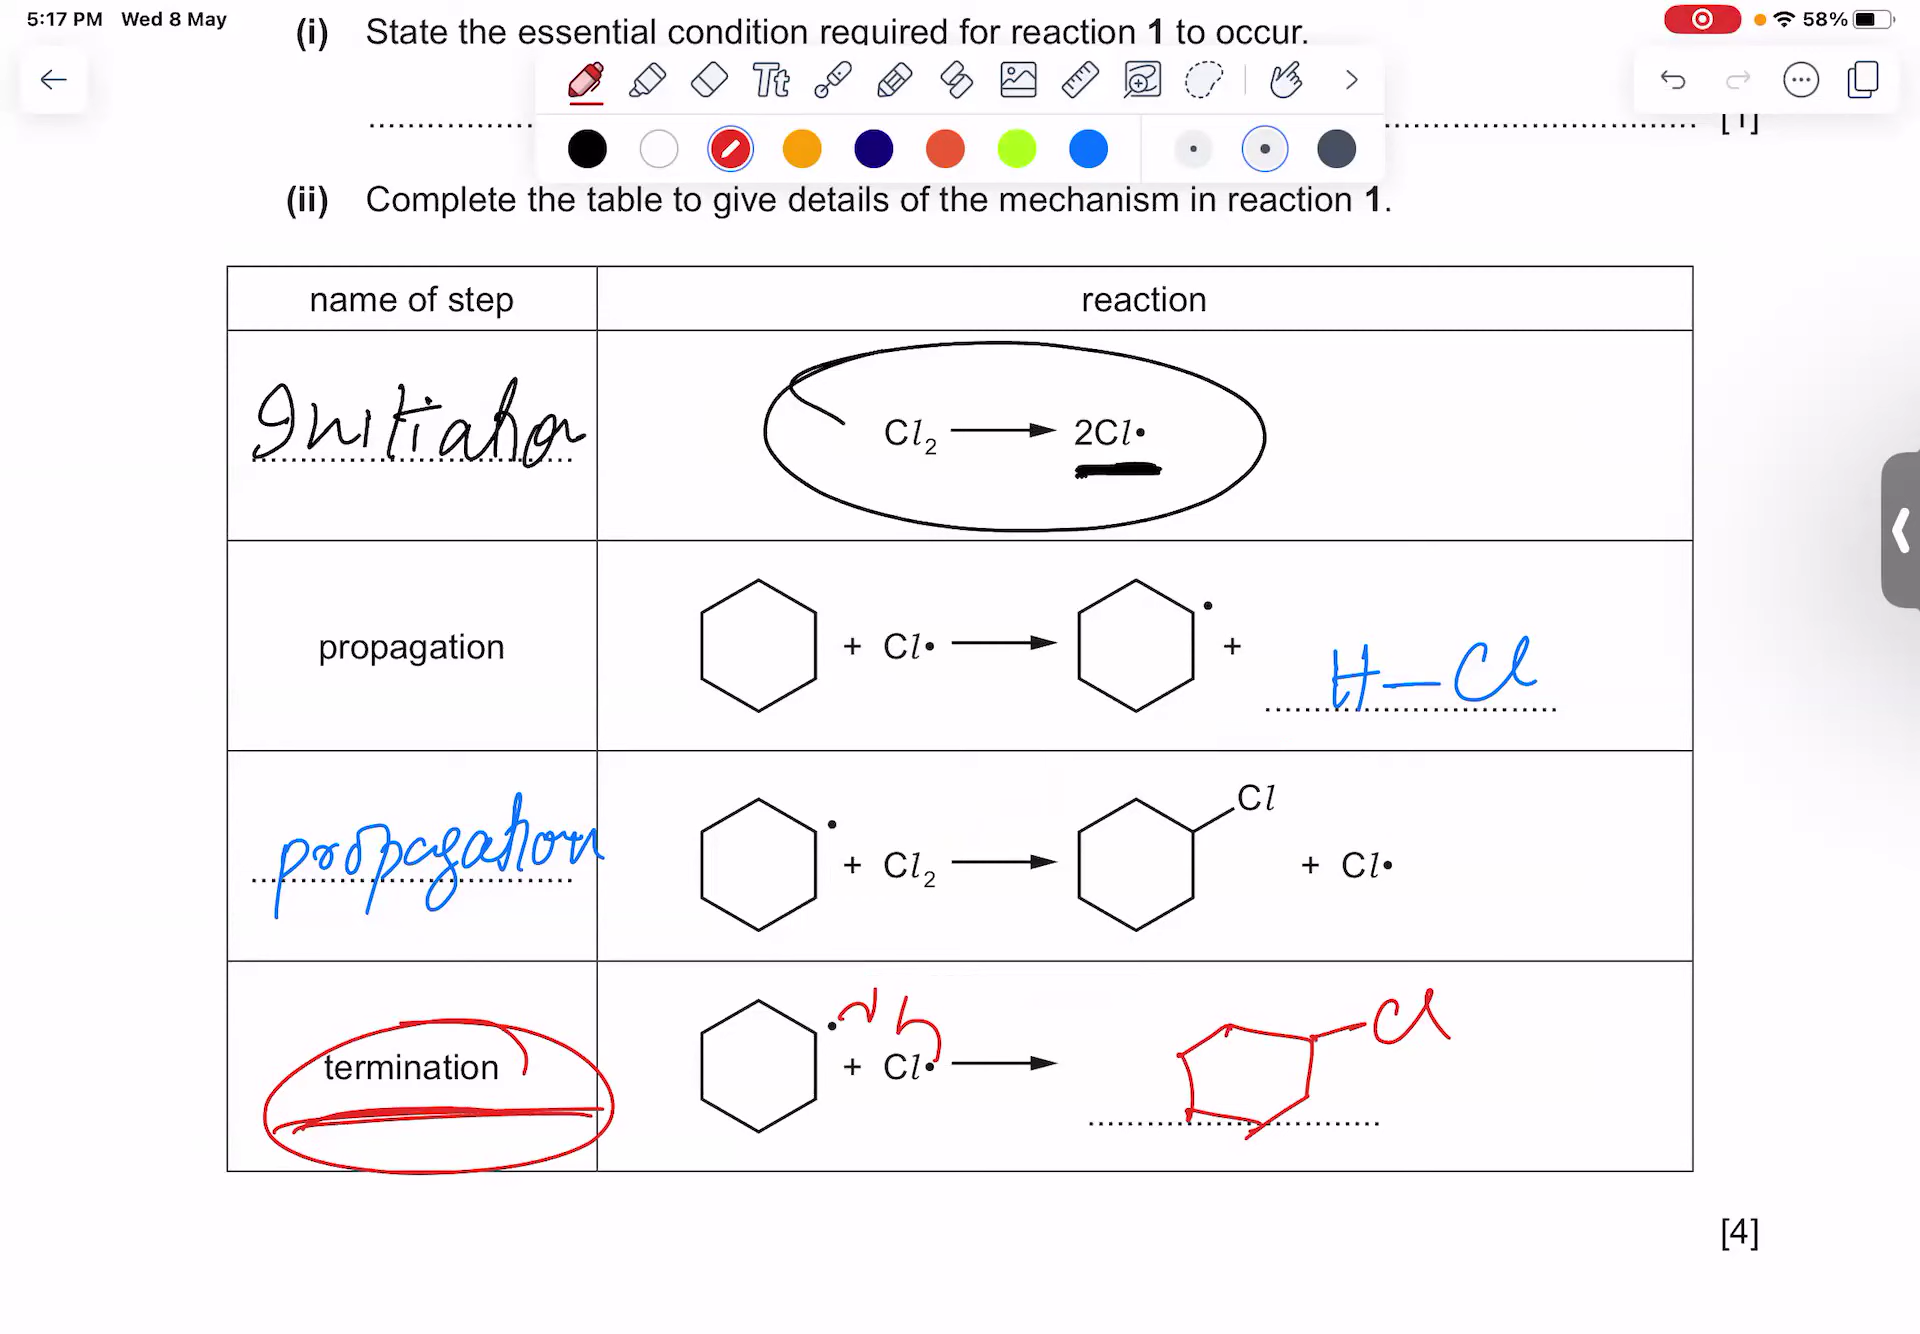 5:17 PM Wed 8 May
58%
(i) State the essential condition required for reaction 1 to occur.
Tt
[1]
(ii) Complete the table to give details of the mechanism in reaction 1.
name of step reaction
Initiation Cl₂ ⟶ 2Cl•
propagation + Cl• ⟶ • + H–Cl
propagation • + Cl₂ ⟶ Cl + Cl•
termination • + Cl• ⟶ Cl
[4]